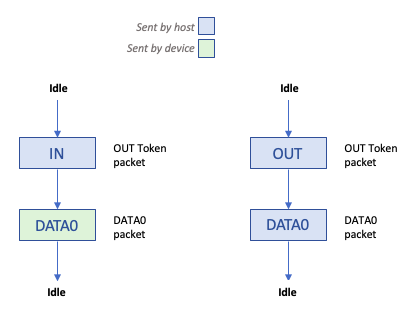 Sent by host
Sent by device
Idle
Idle
IN
OUT Token
packet
OUT
OUT Token
packet
DATA0
DATA0
packet
DATA0
DATA0
packet
Idle
Idle